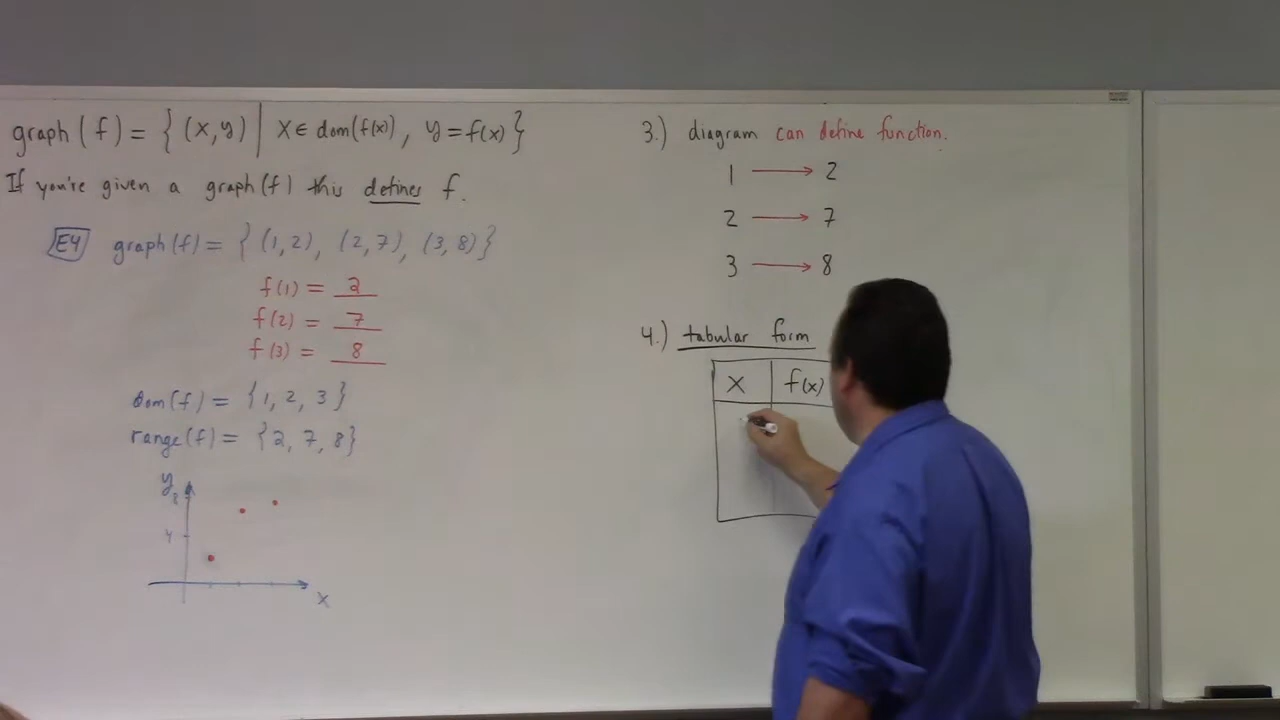 graph(f) = { (x,y) | x ∈ dom(f(x)), y = f(x) }
If you're given a graph(f) this defines f.
E4 graph(f) = { (1,2), (2,7), (3,8) }
f(1) = 2
f(2) = 7
f(3) = 8
dom(f) = {1, 2, 3}
range(f) = {2, 7, 8}
y
8
4
x
3.) diagram can define function.
1 → 2
2 → 7
3 → 8
4.) tabular form
x f(x)